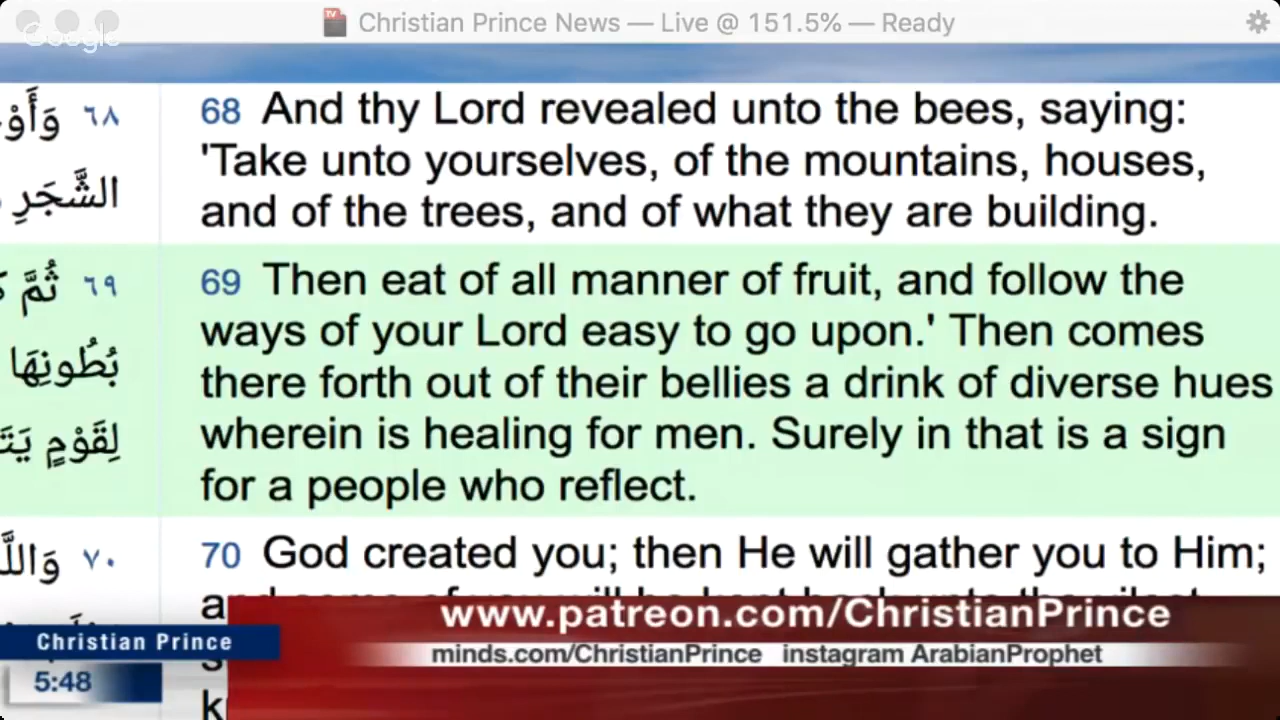 Google
Christian Prince News — Live @ 151.5% — Ready
TV
68 And thy Lord revealed unto the bees, saying:
'Take unto yourselves, of the mountains, houses,
and of the trees, and of what they are building.
٦٨
الشَّجَرِ
69 Then eat of all manner of fruit, and follow the
ways of your Lord easy to go upon.' Then comes
there forth out of their bellies a drink of diverse hues
wherein is healing for men. Surely in that is a sign
for a people who reflect.
٦٩ ثُمَّ
بُطُونِهَا
لِقَوْمٍ
70 God created you; then He will gather you to Him;
٧٠
www.patreon.com/ChristianPrince
minds.com/ChristianPrince instagram ArabianProphet
Christian Prince
5:48